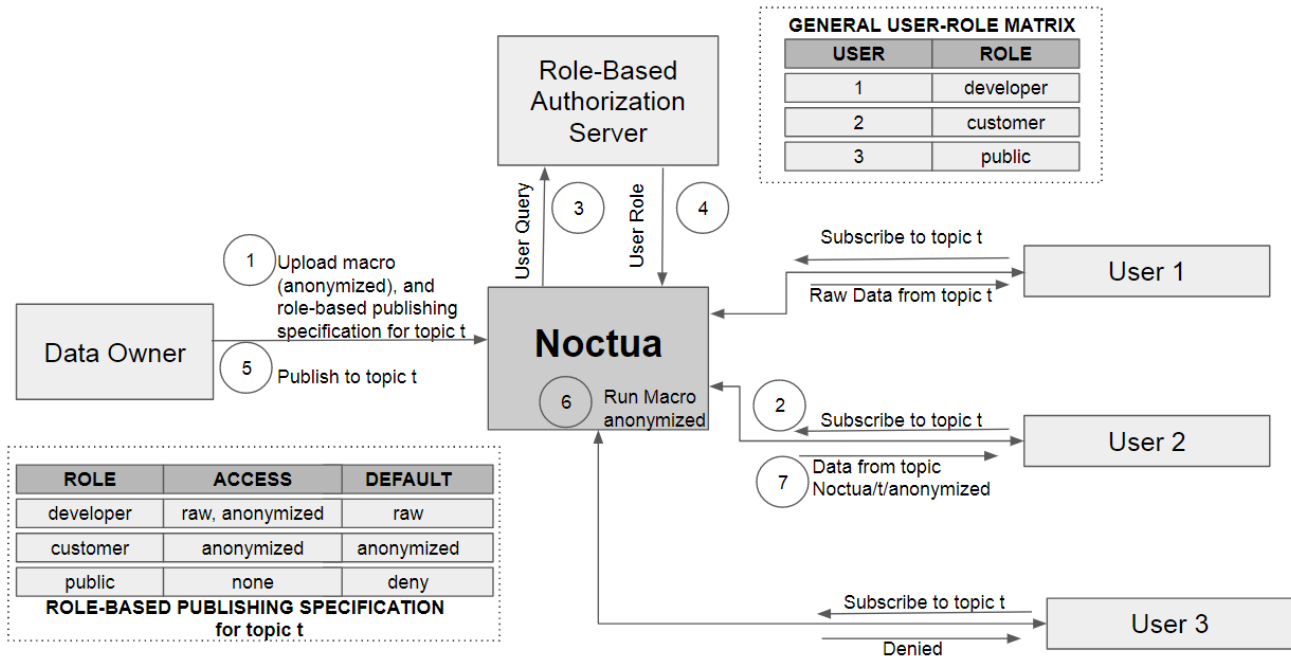 GENERAL USER-ROLE MATRIX
USER ROLE
1 developer
2 customer
3 public
Role-Based
Authorization
Server
User Query
3
User Role
4
1
Upload macro
(anonymized), and
role-based publishing
specification for topic t
Data Owner
5
Publish to topic t
Noctua
6
Run Macro
anonymized
Subscribe to topic t
User 1
Raw Data from topic t
2
Subscribe to topic t
User 2
7
Data from topic
Noctua/t/anonymized
ROLE ACCESS DEFAULT
developer raw, anonymized raw
customer anonymized anonymized
public none deny
ROLE-BASED PUBLISHING SPECIFICATION
for topic t
Subscribe to topic t
User 3
Denied